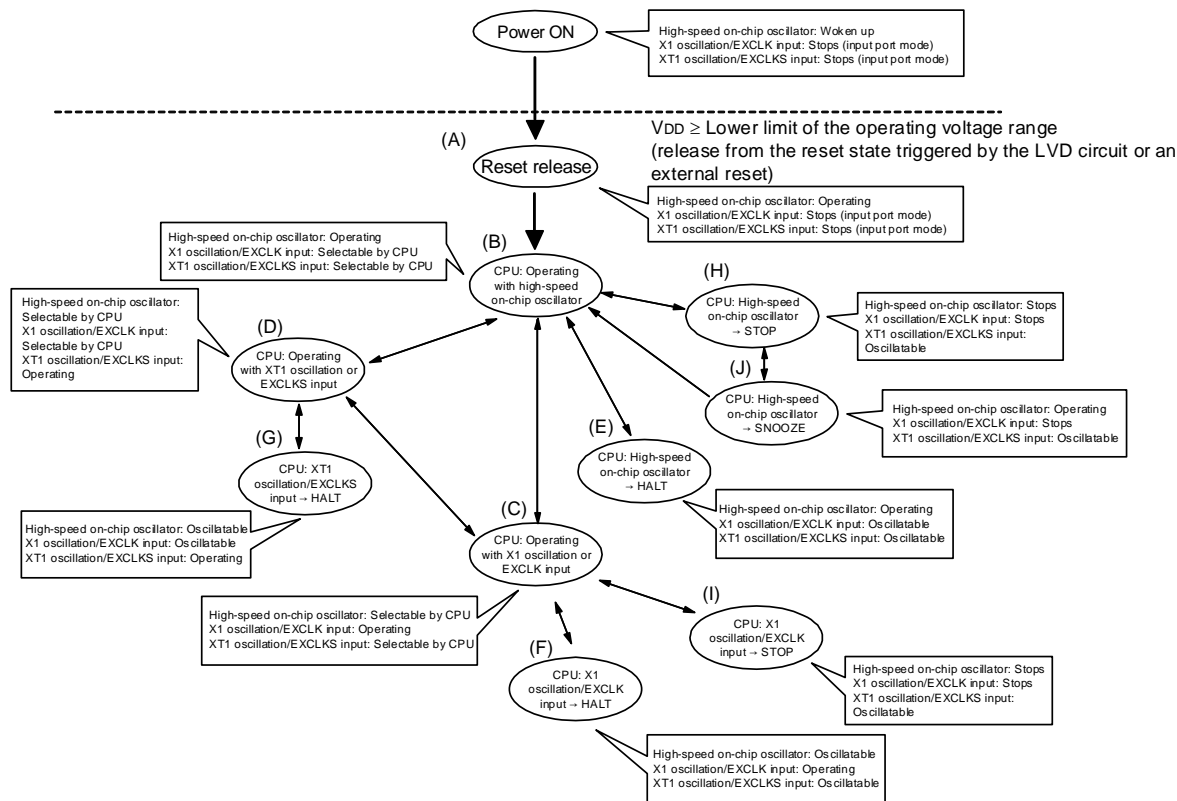 Power ON
High-speed on-chip oscillator: Woken up
X1 oscillation/EXCLK input: Stops (input port mode)
XT1 oscillation/EXCLKS input: Stops (input port mode)
(A)
Reset release
VDD ≥ Lower limit of the operating voltage range
(release from the reset state triggered by the LVD circuit or an
external reset)
High-speed on-chip oscillator: Operating
X1 oscillation/EXCLK input: Stops (input port mode)
XT1 oscillation/EXCLKS input: Stops (input port mode)
High-speed on-chip oscillator: Operating
X1 oscillation/EXCLK input: Selectable by CPU
XT1 oscillation/EXCLKS input: Selectable by CPU
(B)
CPU: Operating
with high-speed
on-chip oscillator
(H)
CPU: High-speed
on-chip oscillator
→ STOP
High-speed on-chip oscillator: Stops
X1 oscillation/EXCLK input: Stops
XT1 oscillation/EXCLKS input:
Oscillatable
High-speed on-chip oscillator:
Selectable by CPU
X1 oscillation/EXCLK input:
Selectable by CPU
XT1 oscillation/EXCLKS input:
Operating
(D)
CPU: Operating
with XT1 oscillation or
EXCLKS input
(J)
CPU: High-speed
on-chip oscillator
→ SNOOZE
High-speed on-chip oscillator: Operating
X1 oscillation/EXCLK input: Stops
XT1 oscillation/EXCLKS input: Oscillatable
(G)
CPU: XT1
oscillation/EXCLKS
input → HALT
(E)
CPU: High-speed
on-chip oscillator
→ HALT
High-speed on-chip oscillator: Operating
X1 oscillation/EXCLK input: Oscillatable
XT1 oscillation/EXCLKS input: Oscillatable
High-speed on-chip oscillator: Oscillatable
X1 oscillation/EXCLK input: Oscillatable
XT1 oscillation/EXCLKS input: Operating
(C)
CPU: Operating
with X1 oscillation or
EXCLK input
High-speed on-chip oscillator: Selectable by CPU
X1 oscillation/EXCLK input: Operating
XT1 oscillation/EXCLKS input: Selectable by CPU
(I)
CPU: X1
oscillation/EXCLK
input → STOP
High-speed on-chip oscillator: Stops
X1 oscillation/EXCLK input: Stops
XT1 oscillation/EXCLKS input:
Oscillatable
(F)
CPU: X1
oscillation/EXCLK
input → HALT
High-speed on-chip oscillator: Oscillatable
X1 oscillation/EXCLK input: Operating
XT1 oscillation/EXCLKS input: Oscillatable